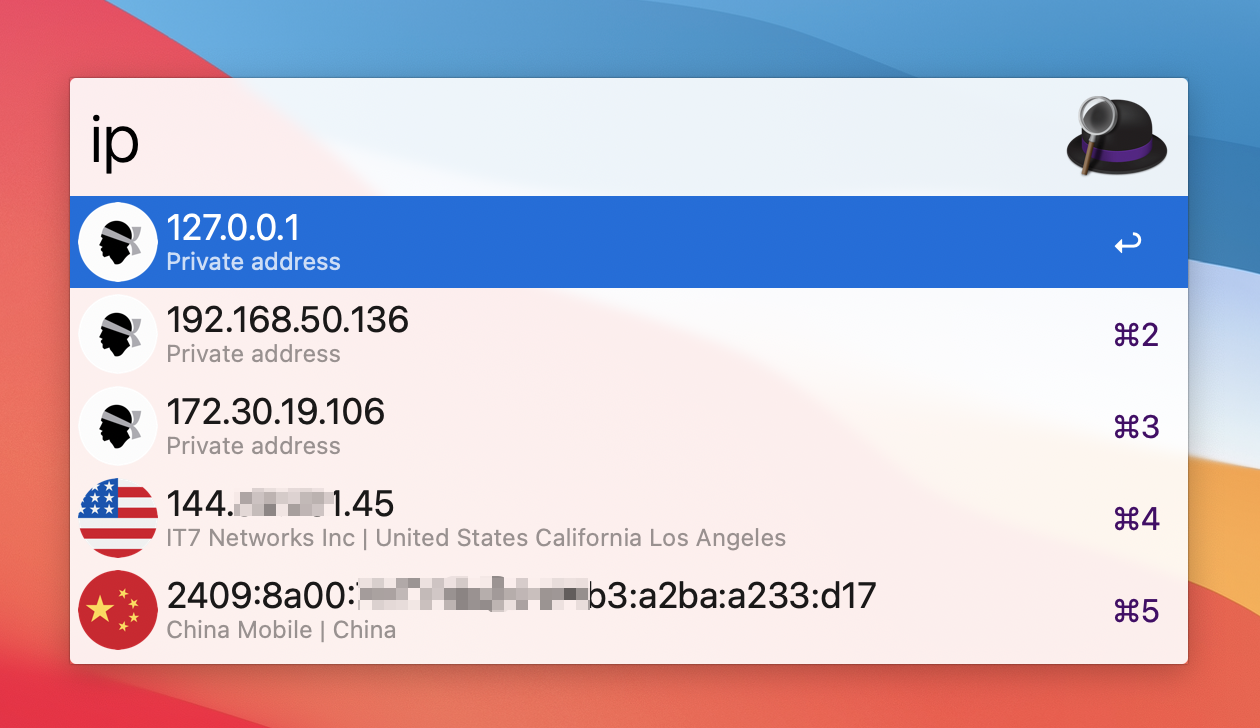 ip
127.0.0.1
Private address
192.168.50.136
Private address
⌘2
172.30.19.106
Private address
⌘3
144. 1.45
IT7 Networks Inc | United States California Los Angeles
⌘4
2409:8a00: b3:a2ba:a233:d17
China Mobile | China
⌘5